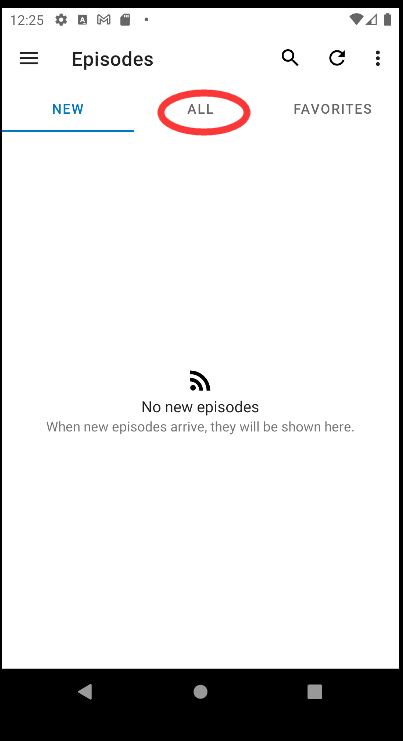 12:25
Episodes
NEW
ALL
FAVORITES
No new episodes
When new episodes arrive, they will be shown here.